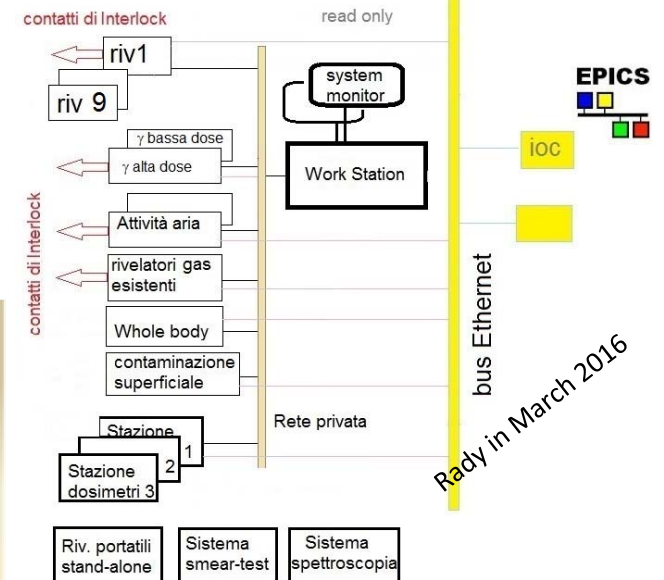 contatti di Interlock
read only
riv1
riv 9
system
monitor
EPICS
γ bassa dose
γ alta dose
Work Station
ioc
Attività aria
contatti di Interlock
rivelatori gas
esistenti
bus Ethernet
Whole body
contaminazione
superficiale
Rady in March 2016
Rete privata
Stazione
1
2
Stazione
dosimetri 3
Riv. portatili
stand-alone
Sistema
smear-test
Sistema
spettroscopia